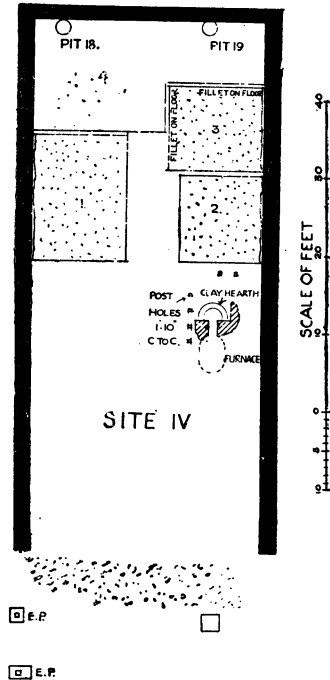 PIT 18.
PIT 19
4
FILLET ON FLOOR
FILLET ON FLOOR
3
1
2
POST
HOLES
1'·10"
C TO C.
CLAY HEARTH
FURNACE
SITE IV
E.P.
E.P.
SCALE OF FEET
40
30
20
10
0
5
10